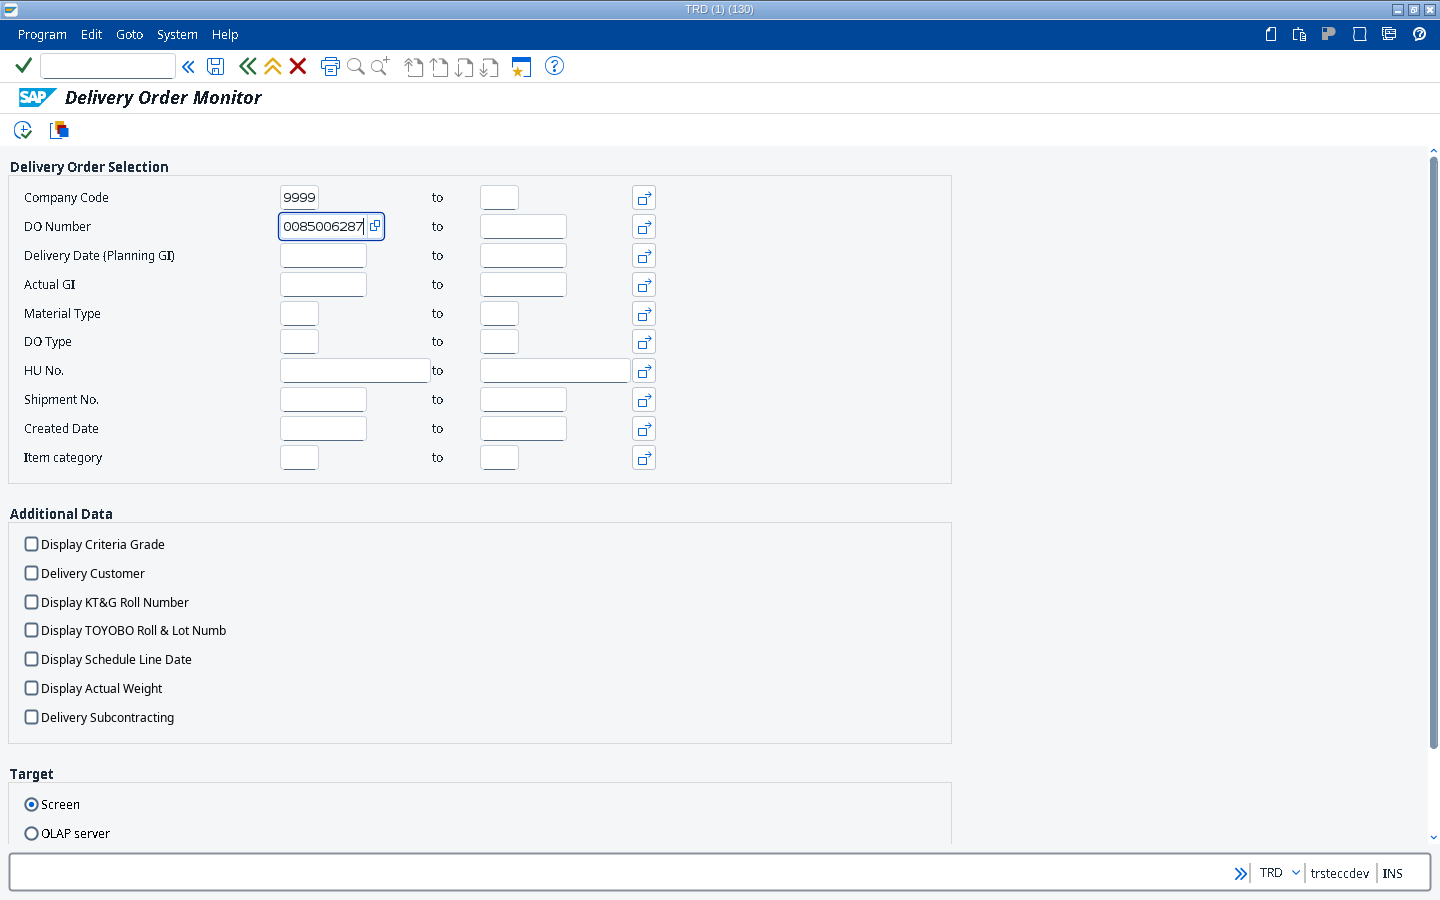 TRD (1) (130)
Program Edit Goto System Help
SAP Delivery Order Monitor
Delivery Order Selection
Company Code 9999 to
DO Number 0085006287 to
Delivery Date (Planning GI) to
Actual GI to
Material Type to
DO Type to
HU No. to
Shipment No. to
Created Date to
Item category to
Additional Data
Display Criteria Grade
Delivery Customer
Display KT&G Roll Number
Display TOYOBO Roll & Lot Numb
Display Schedule Line Date
Display Actual Weight
Delivery Subcontracting
Target
Screen
OLAP server
TRD trsteccdev INS